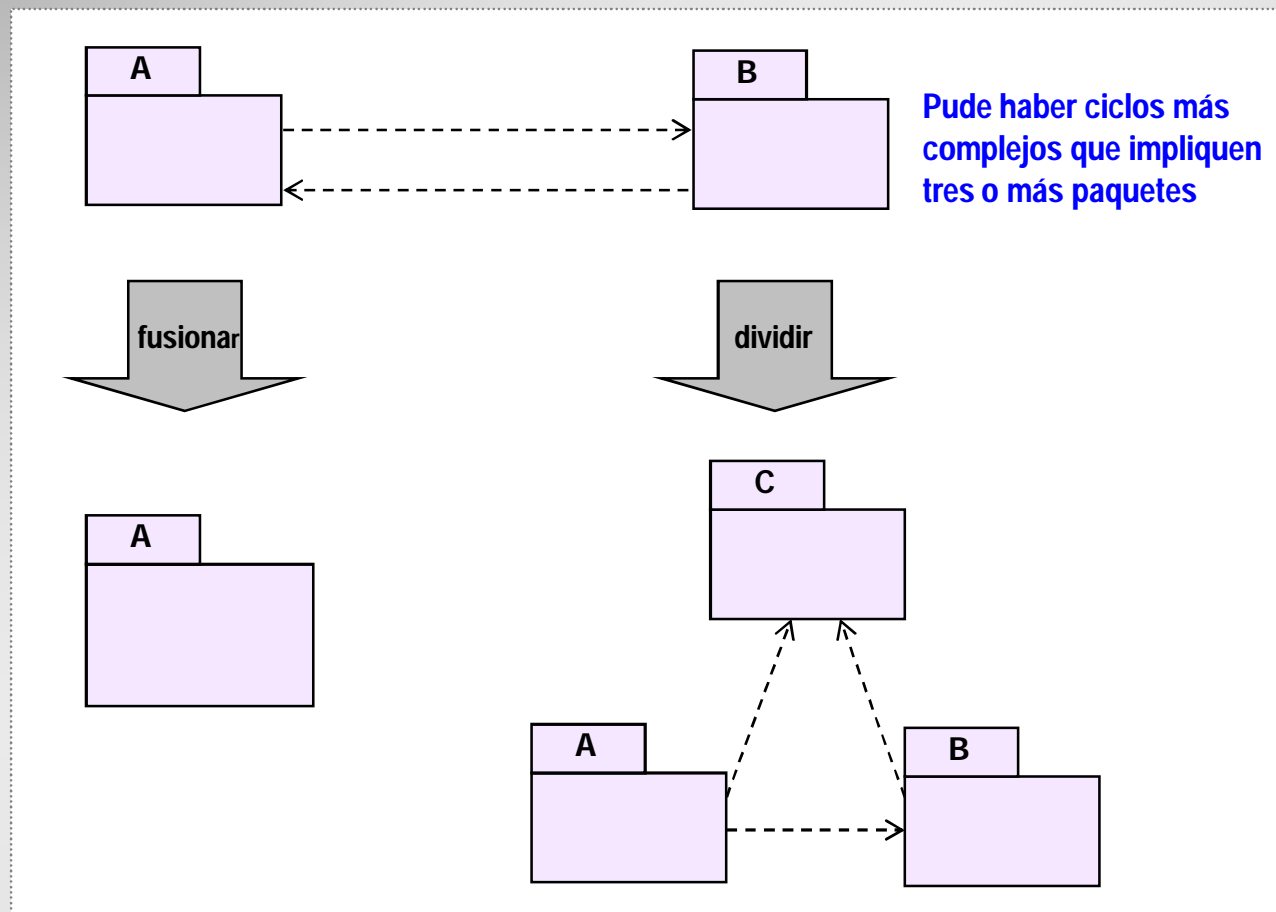 A
B
Pude haber ciclos más
complejos que impliquen
tres o más paquetes
fusionar
dividir
C
A
A
B